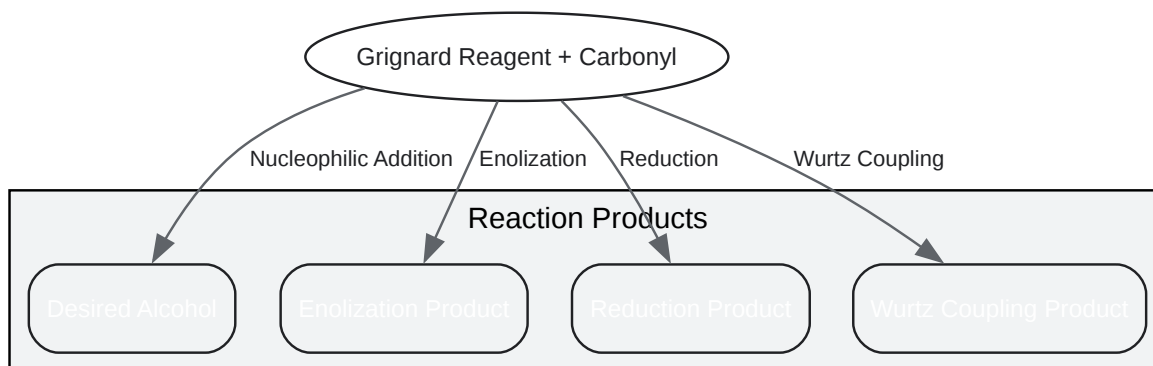 Grignard Reagent + Carbonyl
Nucleophilic Addition
Enolization
Reduction
Wurtz Coupling
Reaction Products
Desired Alcohol
Enolization Product
Reduction Product
Wurtz Coupling Product